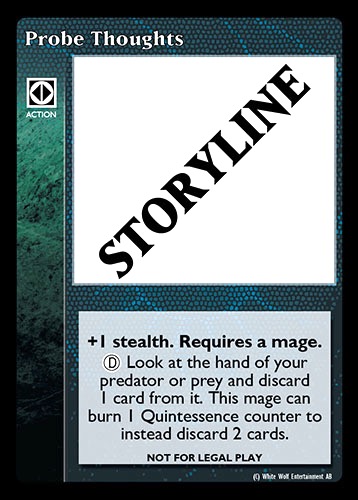 Probe Thoughts
ACTION
STORYLINE
+1 stealth. Requires a mage.
Ⓓ Look at the hand of your
predator or prey and discard
1 card from it. This mage can
burn 1 Quintessence counter to
instead discard 2 cards.
NOT FOR LEGAL PLAY
(C) White Wolf Entertainment AB